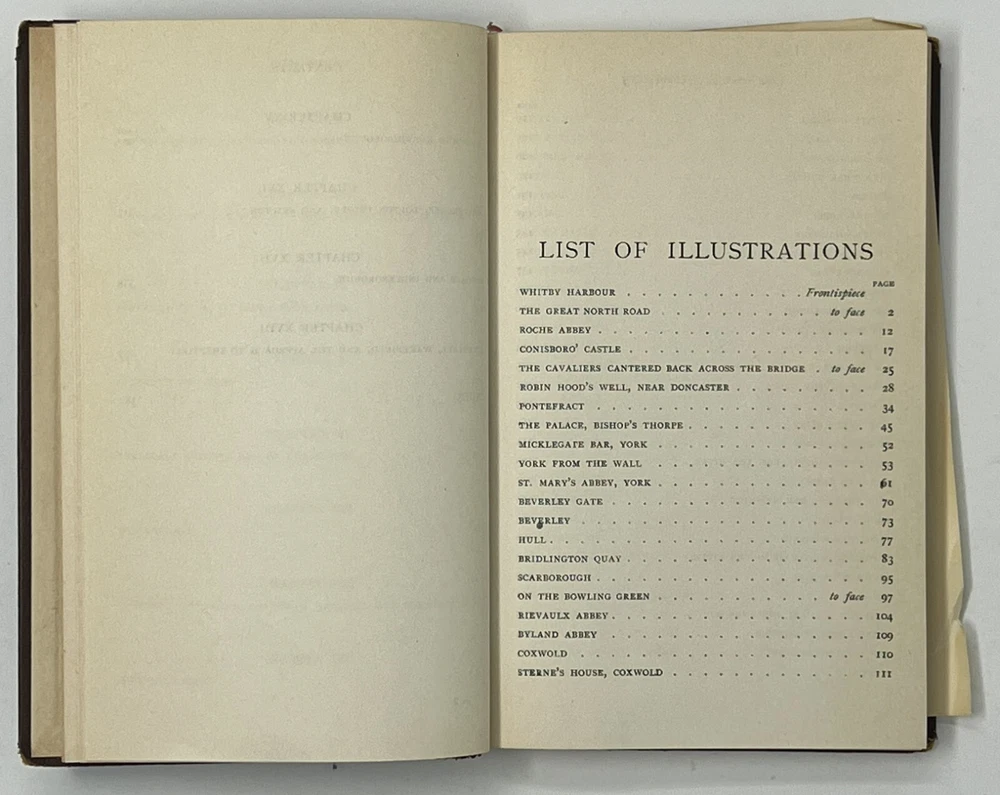 LIST OF ILLUSTRATIONS
PAGE
WHITBY HARBOUR . . . . . . . . . . . . Frontispiece
THE GREAT NORTH ROAD . . . . . . . . . . . to face 2
ROCHE ABBEY . . . . . . . . . . . . . . . . . 12
CONISBORO' CASTLE . . . . . . . . . . . . . . . 17
THE CAVALIERS CANTERED BACK ACROSS THE BRIDGE . to face 25
ROBIN HOOD'S WELL, NEAR DONCASTER . . . . . . . . 28
PONTEFRACT . . . . . . . . . . . . . . . . . 34
THE PALACE, BISHOP'S THORPE . . . . . . . . . . . 45
MICKLEGATE BAR, YORK . . . . . . . . . . . . . 52
YORK FROM THE WALL . . . . . . . . . . . . . 53
ST. MARY'S ABBEY, YORK . . . . . . . . . . . . . 61
BEVERLEY GATE . . . . . . . . . . . . . . . . 70
BEVERLEY . . . . . . . . . . . . . . . . . . 73
HULL . . . . . . . . . . . . . . . . . . . 77
BRIDLINGTON QUAY . . . . . . . . . . . . . . . 83
SCARBOROUGH . . . . . . . . . . . . . . . . . 95
ON THE BOWLING GREEN . . . . . . . . . . . to face 97
RIEVAULX ABBEY . . . . . . . . . . . . . . . . 104
BYLAND ABBEY . . . . . . . . . . . . . . . . 109
COXWOLD . . . . . . . . . . . . . . . . . . 110
STERNE'S HOUSE, COXWOLD . . . . . . . . . . . . 111